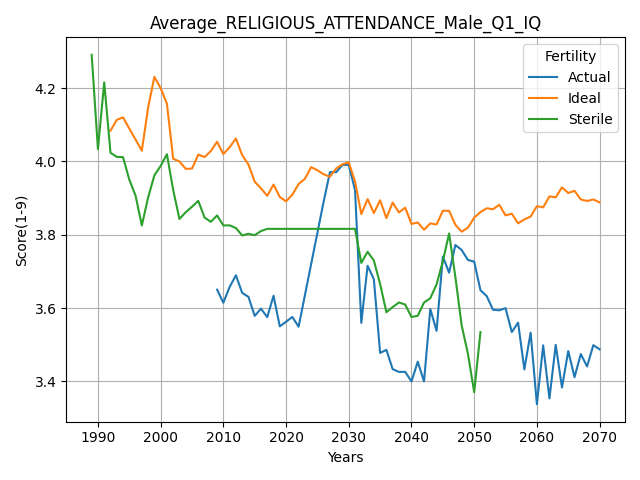 Average_RELIGIOUS_ATTENDANCE_Male_Q1_IQ
Fertility
Actual
Ideal
Sterile
Score(1-9)
4.2
4.0
3.8
3.6
3.4
1990 2000 2010 2020 2030 2040 2050 2060 2070
Years